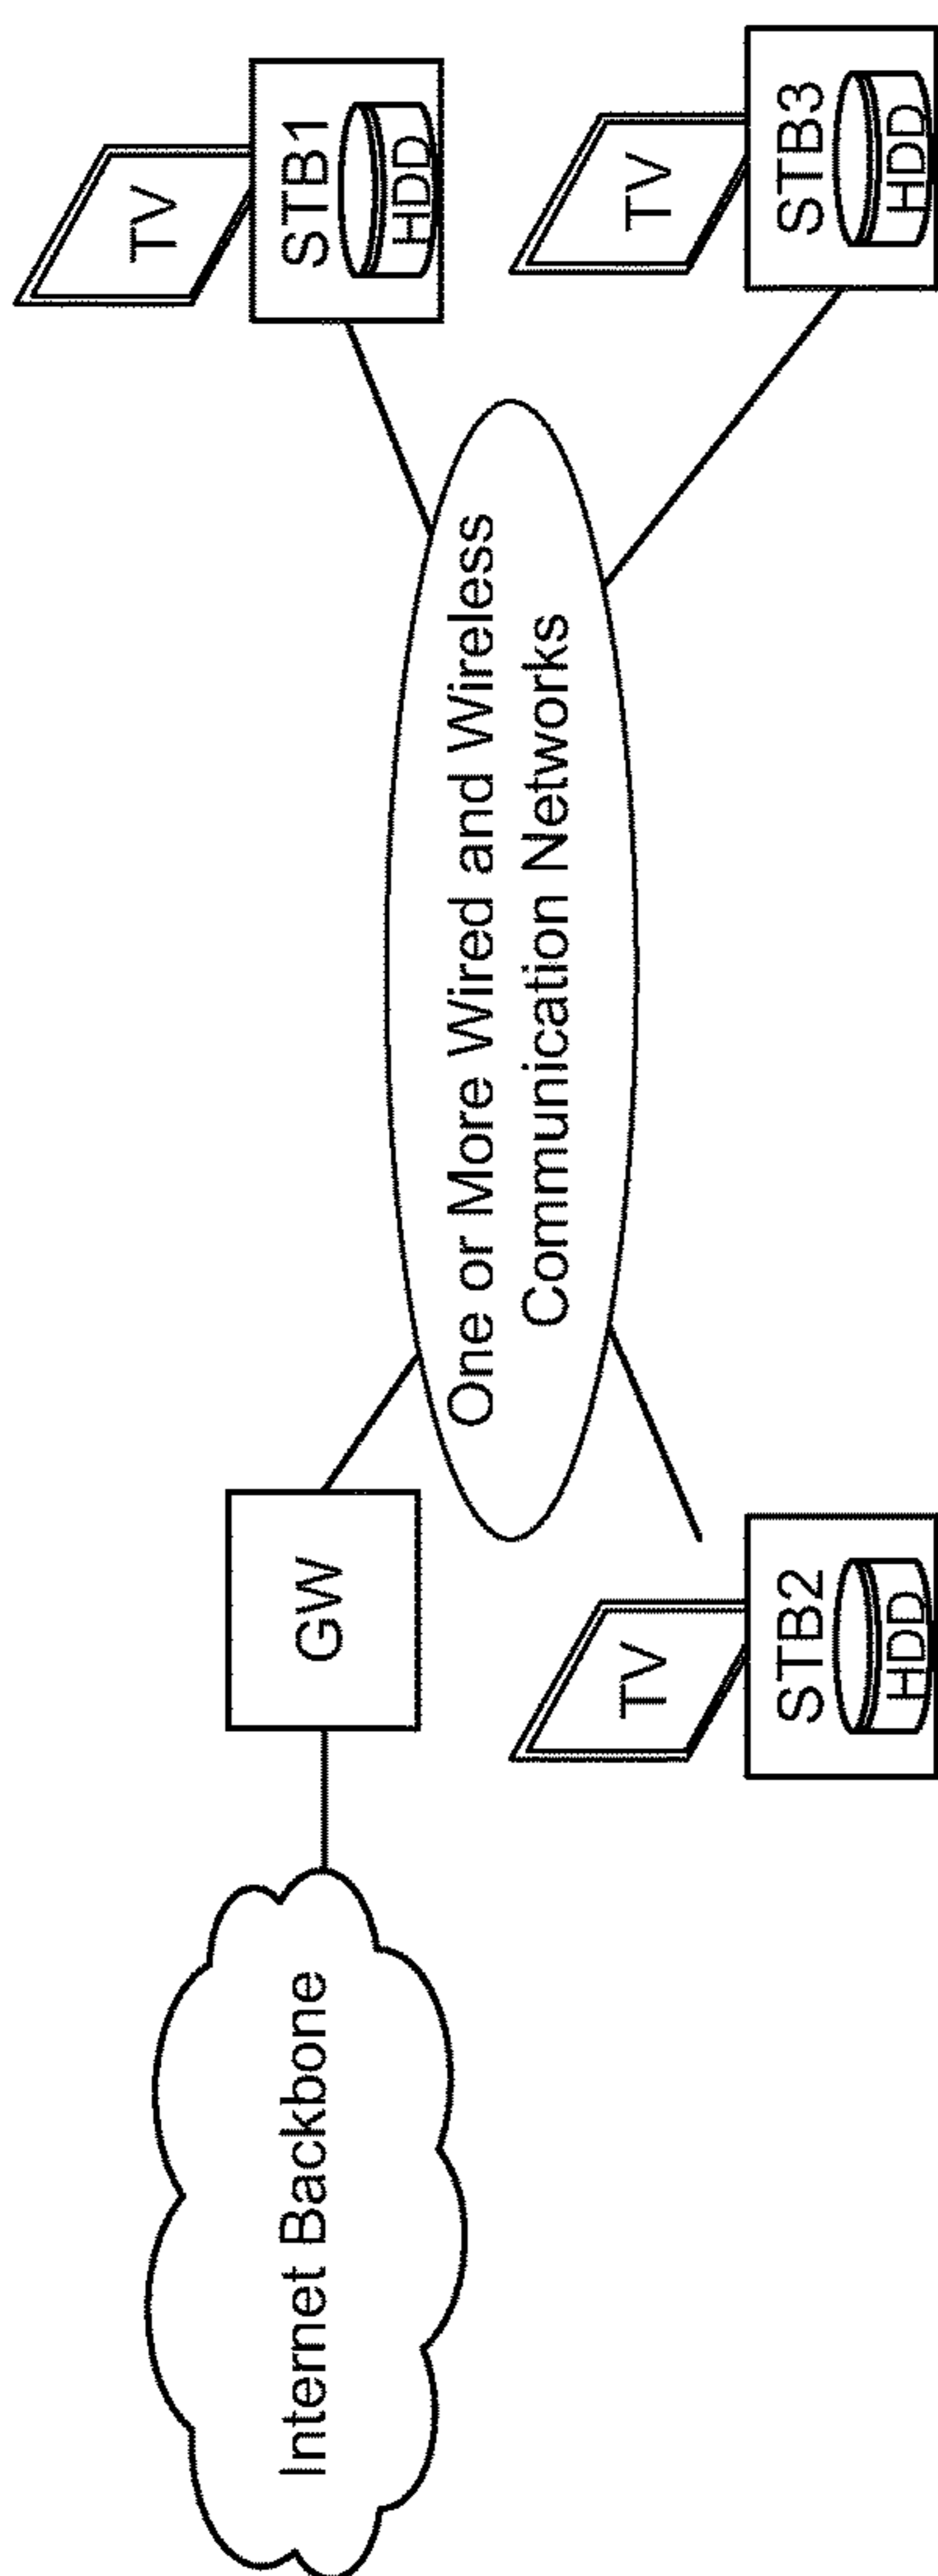 Internet Backbone
GW
One or More Wired and Wireless
Communication Networks
TV
STB1
HDD
TV
STB2
HDD
TV
STB3
HDD